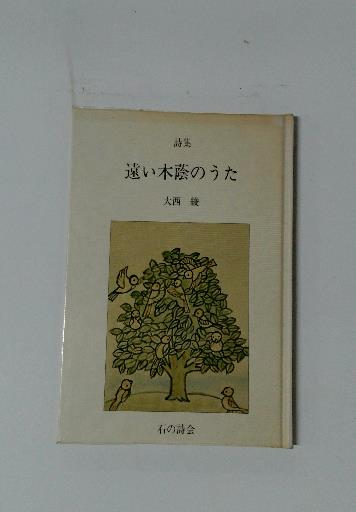 詩集
遠い木蔭のうた
大西 綾
石の詩会